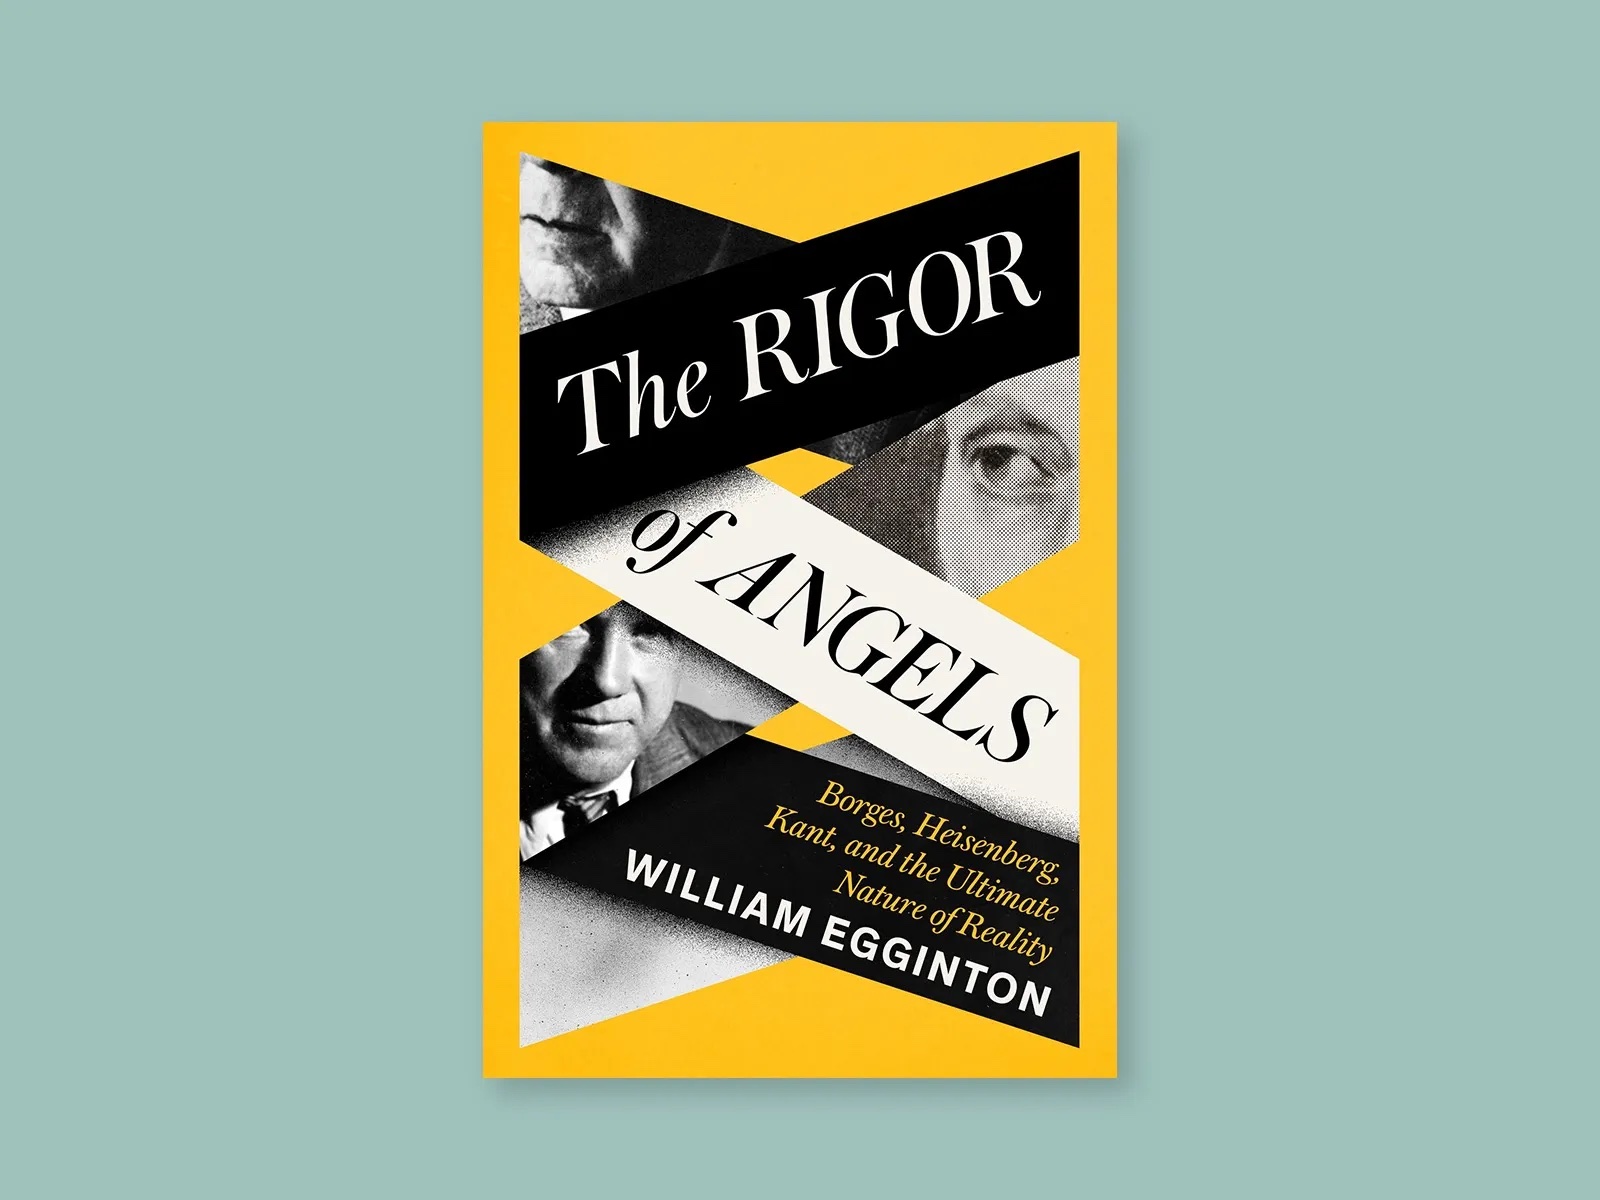 The RIGOR
of ANGELS
Borges, Heisenberg,
Kant, and the Ultimate
Nature of Reality
WILLIAM EGGINTON